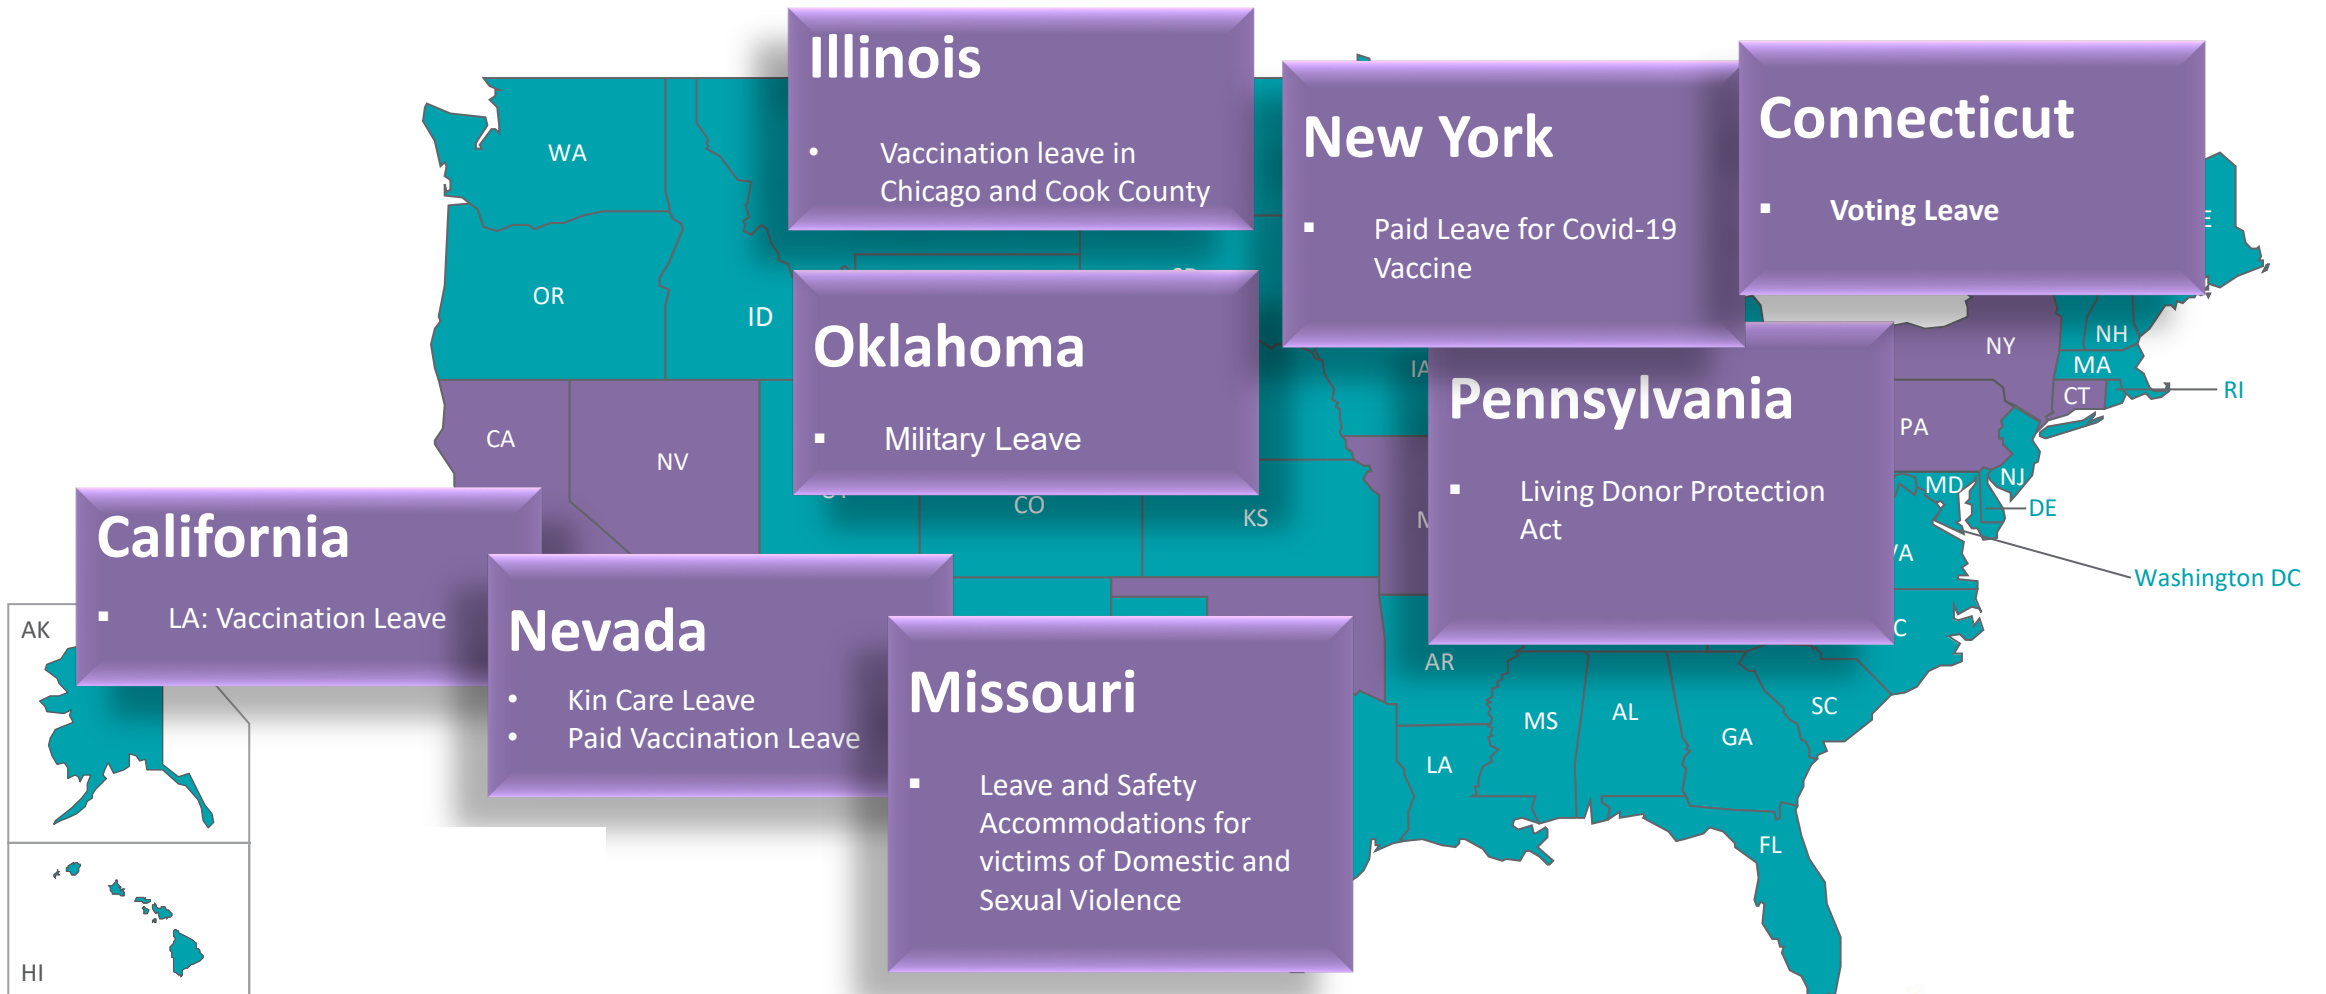 Illinois
• Vaccination leave in
Chicago and Cook County
New York
▪ Paid Leave for Covid-19
Vaccine
Connecticut
▪ Voting Leave
Oklahoma
▪ Military Leave
Pennsylvania
▪ Living Donor Protection
Act
California
▪ LA: Vaccination Leave
Nevada
• Kin Care Leave
• Paid Vaccination Leave
Missouri
▪ Leave and Safety
Accommodations for
victims of Domestic and
Sexual Violence
WA
OR
ID
CA
NV
CO
KS
IA
AR
LA
MS
AL
GA
SC
FL
NY
NH
MA
CT
RI
PA
NJ
MD
DE
Washington DC
AK
HI